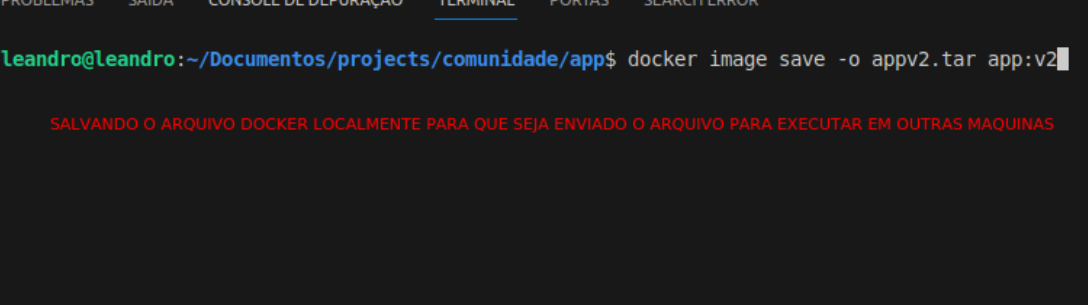 PROBLEMAS SAÍDA CONSOLE DE DEPURAÇÃO TERMINAL PORTAS SEARCH ERROR
leandro@leandro:~/Documentos/projects/comunidade/app$ docker image save -o appv2.tar app:v2
SALVANDO O ARQUIVO DOCKER LOCALMENTE PARA QUE SEJA ENVIADO O ARQUIVO PARA EXECUTAR EM OUTRAS MAQUINAS